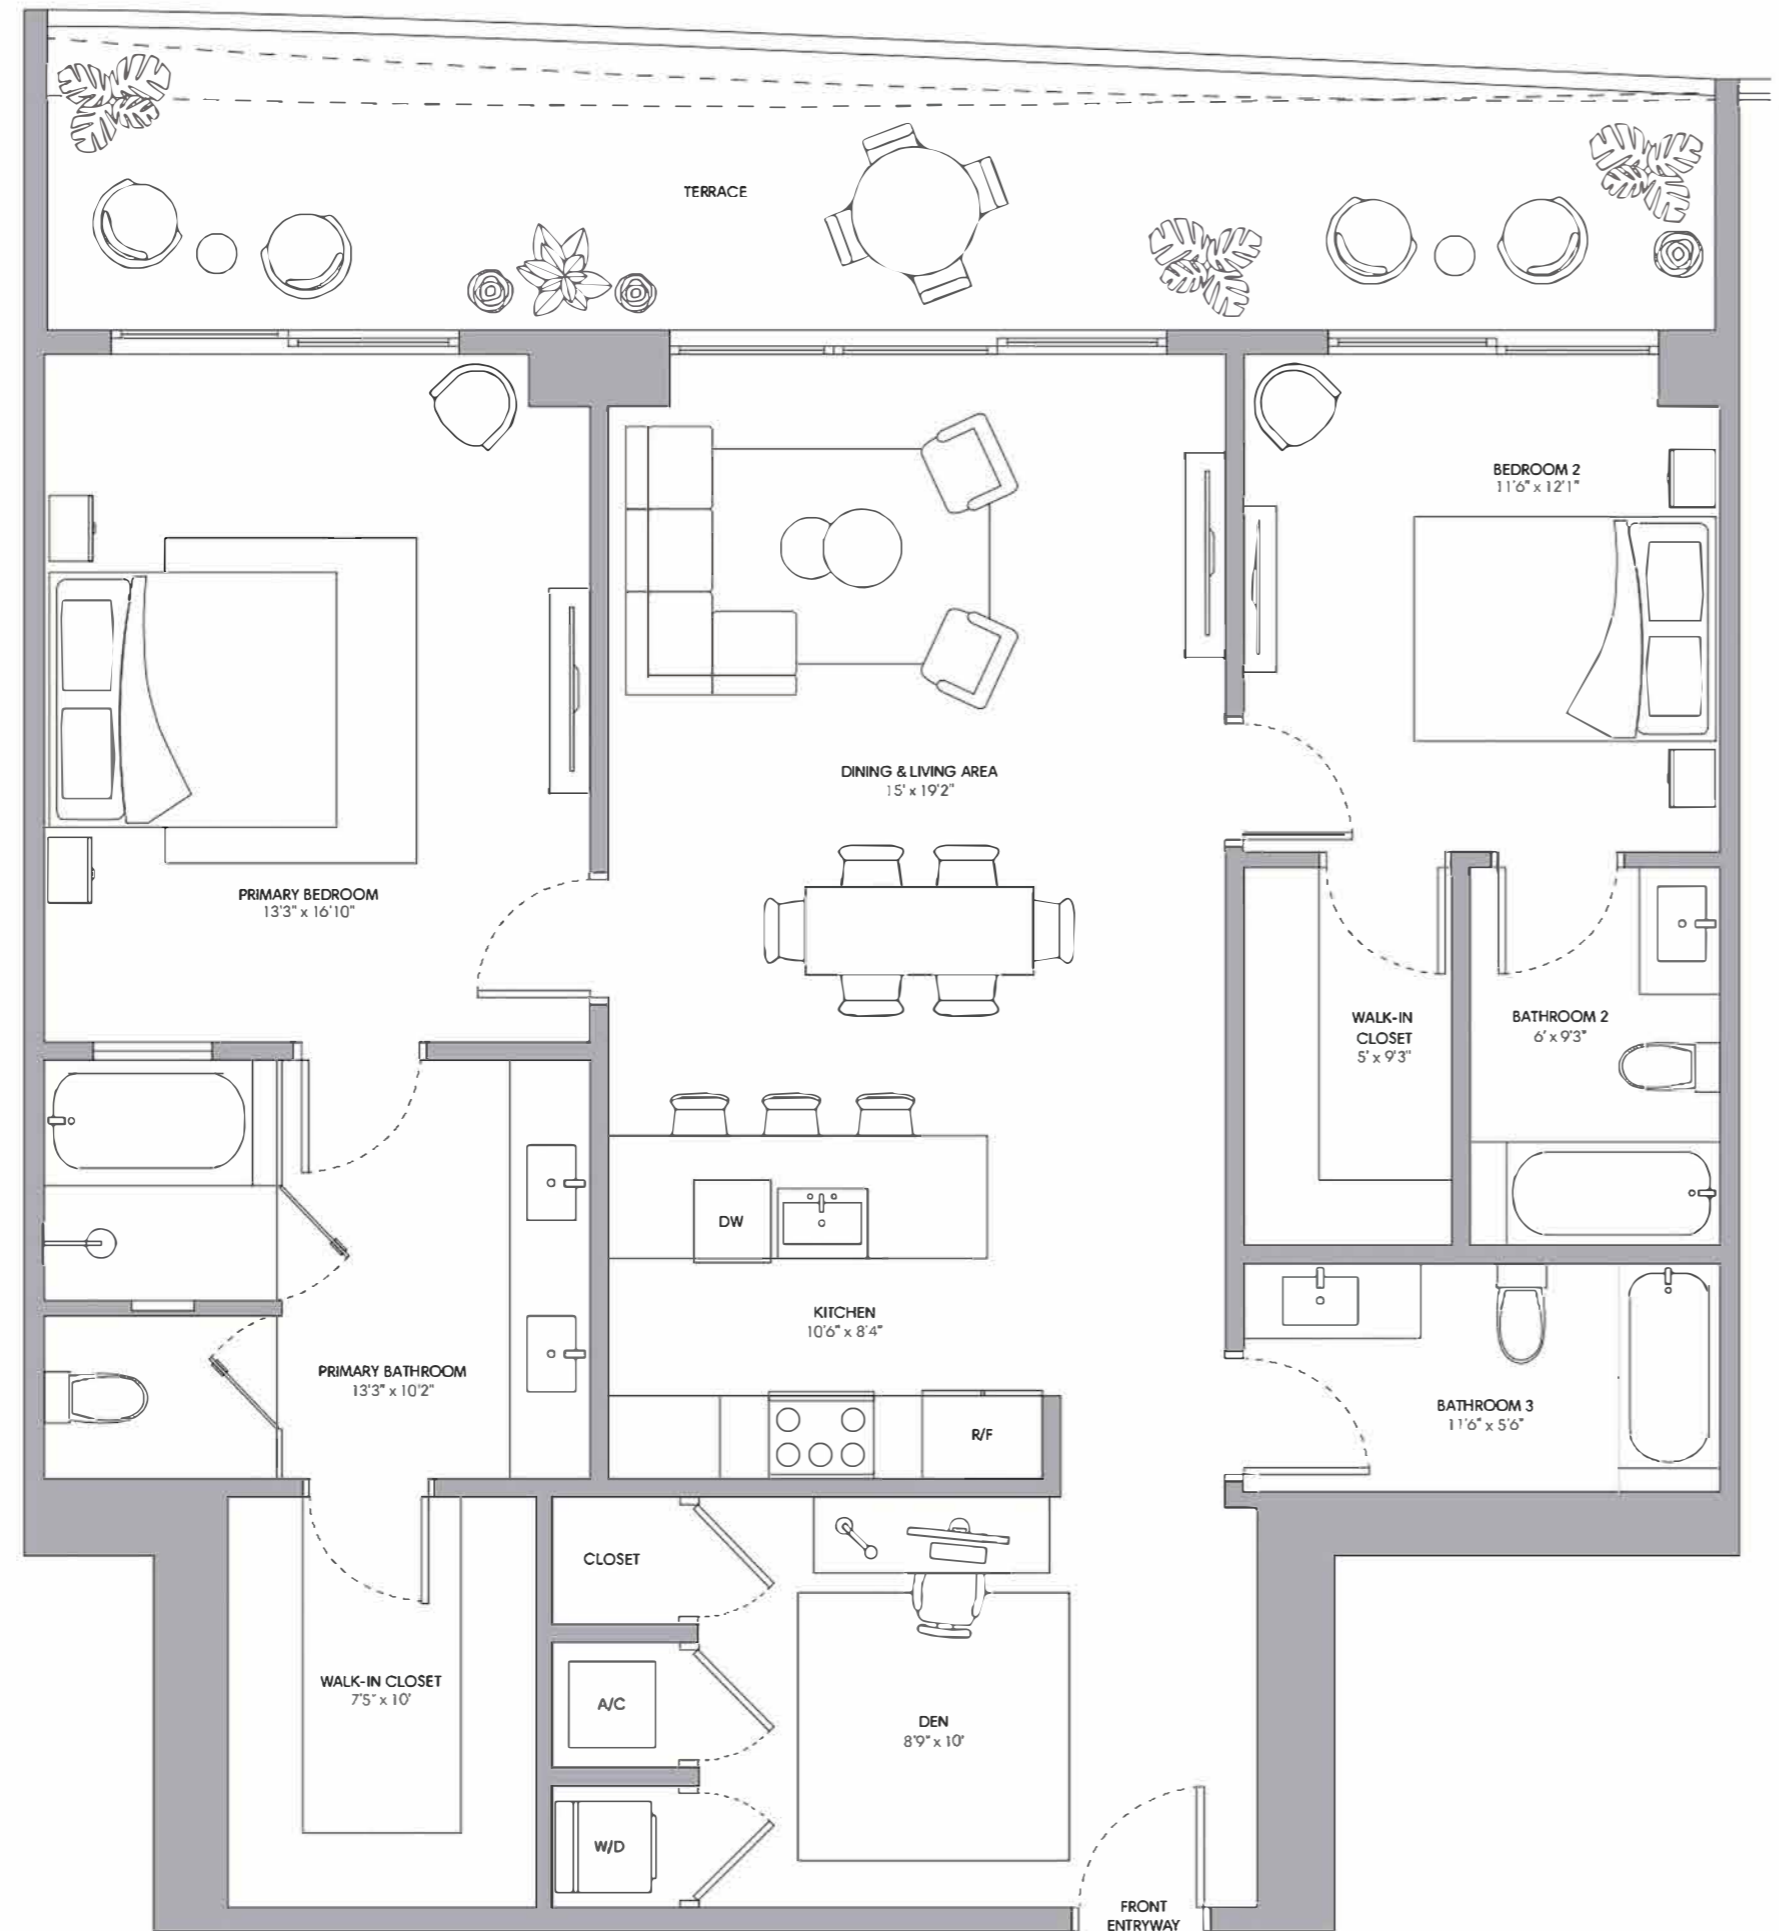 TERRACE
BEDROOM 2
11'6" x 12'1"
DINING & LIVING AREA
15' x 19'2"
PRIMARY BEDROOM
13'3" x 16'10"
WALK-IN
CLOSET
5' x 9'3"
BATHROOM 2
6' x 9'3"
DW
KITCHEN
10'6" x 8'4"
PRIMARY BATHROOM
13'3" x 10'2"
R/F
BATHROOM 3
11'6" x 5'6"
CLOSET
WALK-IN CLOSET
7'5" x 10'
A/C
DEN
8'9" x 10'
W/D
FRONT
ENTRYWAY